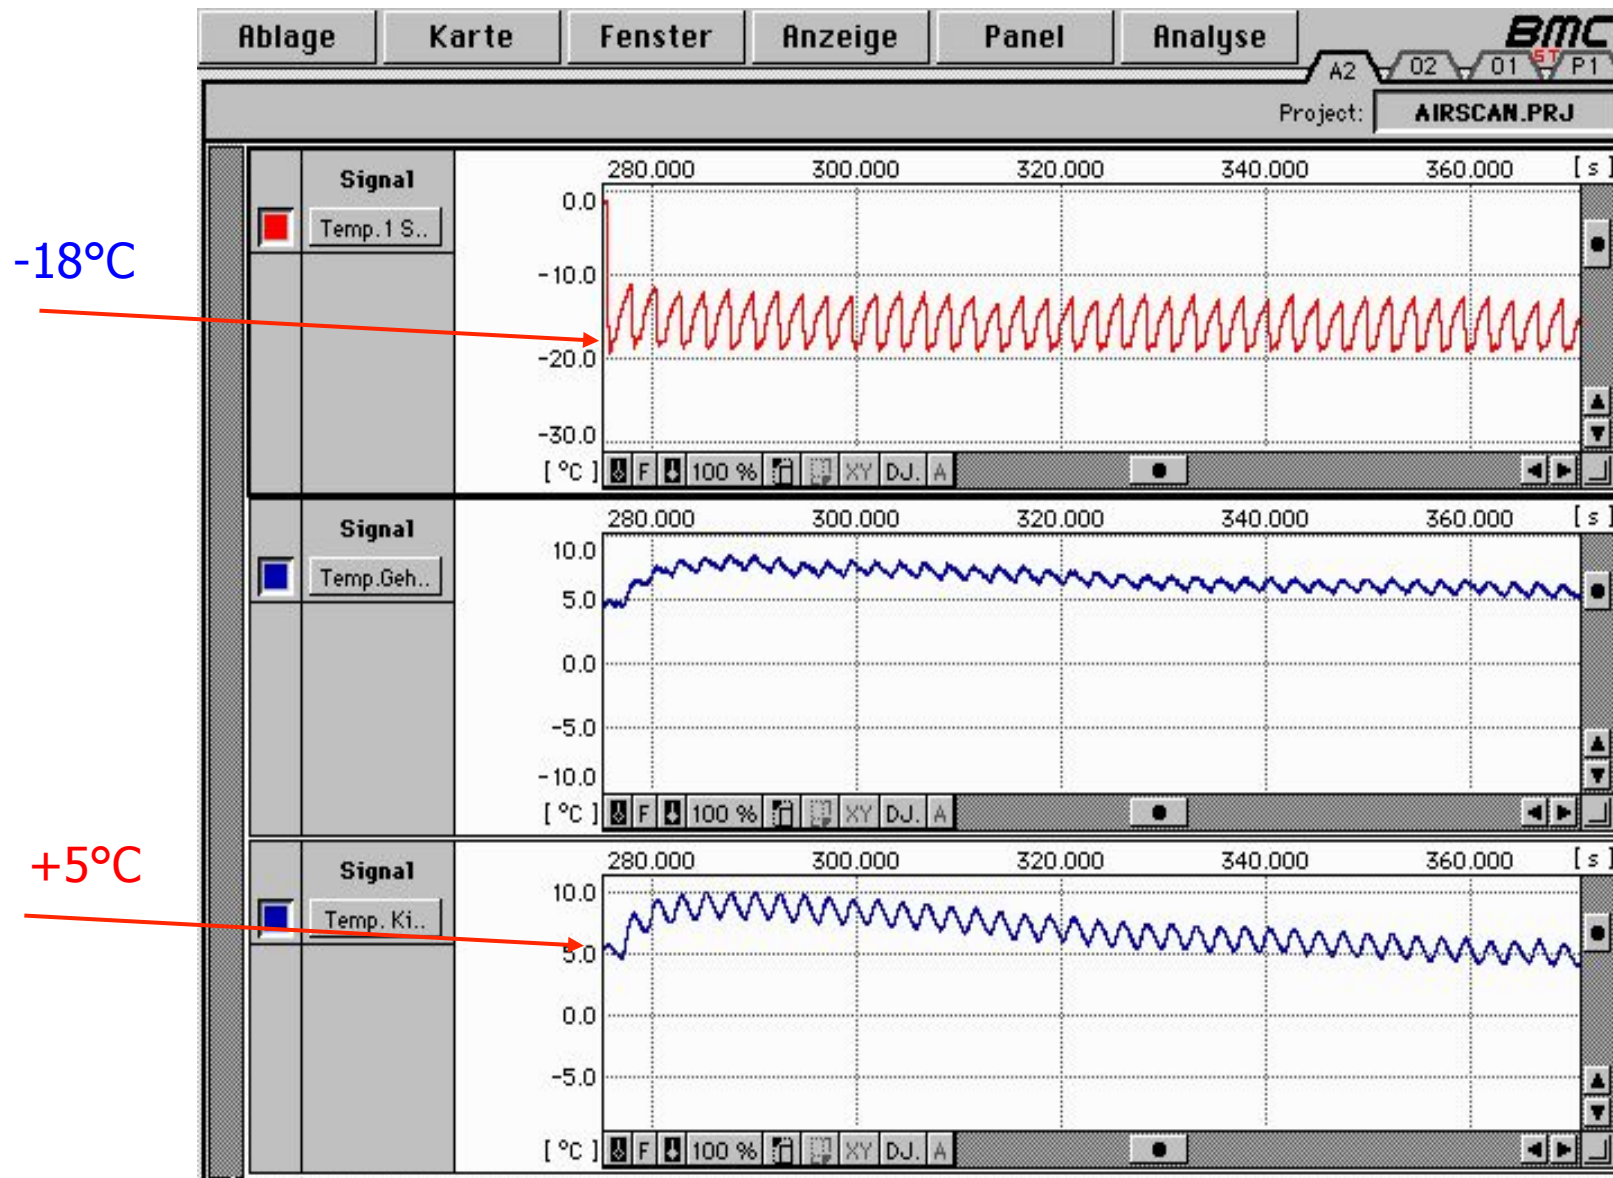 Ablage Karte Fenster Anzeige Panel Analyse BMC
A2 O2 O1 ST P1
Project: AIRSCAN.PRJ
Signal
Temp.1 S..
280.000 300.000 320.000 340.000 360.000 [ s ]
0.0
-10.0
-20.0
-30.0
[ °C ] F 100 % XY DJ. A
-18°C
Signal
Temp.Geh..
280.000 300.000 320.000 340.000 360.000 [ s ]
10.0
5.0
0.0
-5.0
-10.0
[ °C ] F 100 % XY DJ. A
+5°C
Signal
Temp. Ki..
280.000 300.000 320.000 340.000 360.000 [ s ]
10.0
5.0
0.0
-5.0
[ °C ] F 100 % XY DJ. A